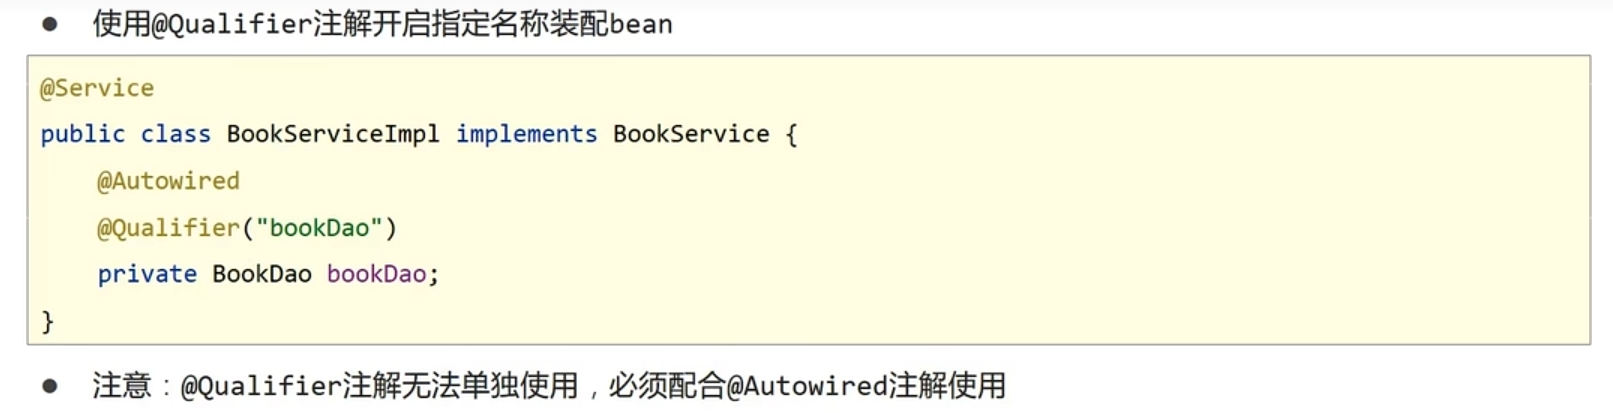 ● 使用@Qualifier注解开启指定名称装配bean
@Service
public class BookServiceImpl implements BookService {
    @Autowired
    @Qualifier("bookDao")
    private BookDao bookDao;
}
● 注意：@Qualifier注解无法单独使用，必须配合@Autowired注解使用